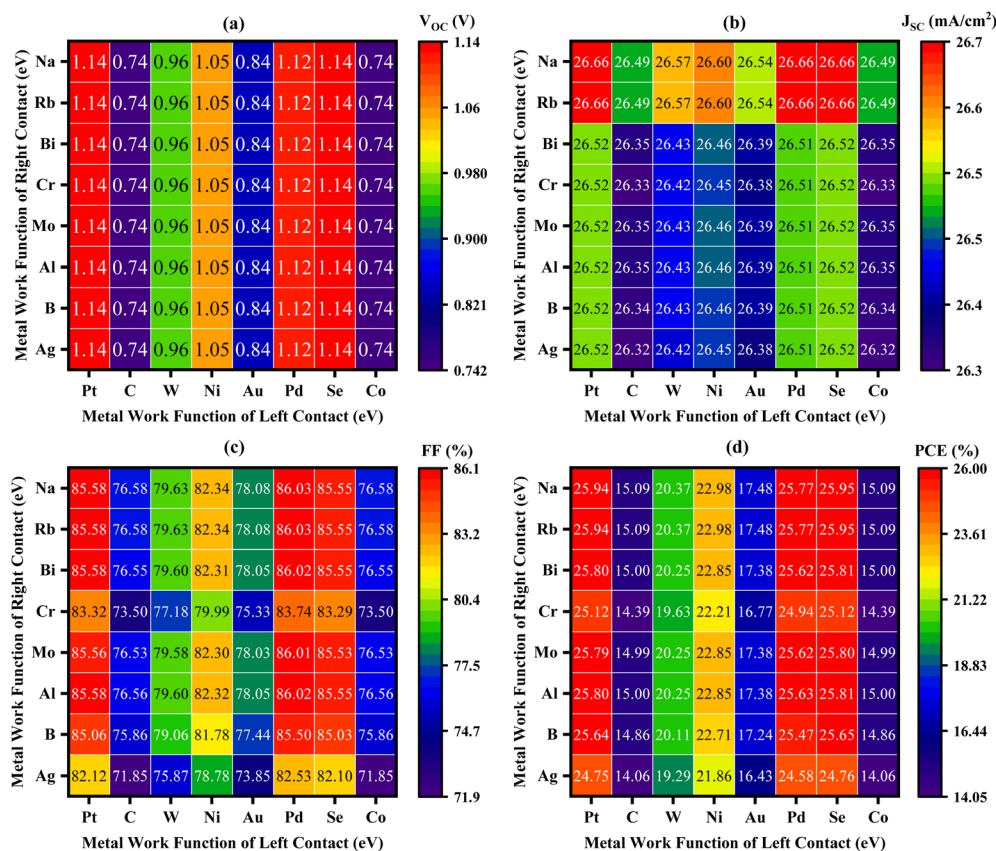 (a)
V_OC (V)
Metal Work Function of Right Contact (eV)
Na 1.14 0.74 0.96 1.05 0.84 1.12 1.14 0.74
Rb 1.14 0.74 0.96 1.05 0.84 1.12 1.14 0.74
Bi 1.14 0.74 0.96 1.05 0.84 1.12 1.14 0.74
Cr 1.14 0.74 0.96 1.05 0.84 1.12 1.14 0.74
Mo 1.14 0.74 0.96 1.05 0.84 1.12 1.14 0.74
Al 1.14 0.74 0.96 1.05 0.84 1.12 1.14 0.74
B 1.14 0.74 0.96 1.05 0.84 1.12 1.14 0.74
Ag 1.14 0.74 0.96 1.05 0.84 1.12 1.14 0.74
Pt C W Ni Au Pd Se Co
Metal Work Function of Left Contact (eV)
1.14
1.06
0.980
0.900
0.821
0.742
(b)
J_SC (mA/cm²)
Metal Work Function of Right Contact (eV)
Na 26.66 26.49 26.57 26.60 26.54 26.66 26.66 26.49
Rb 26.66 26.49 26.57 26.60 26.54 26.66 26.66 26.49
Bi 26.52 26.35 26.43 26.46 26.39 26.51 26.52 26.35
Cr 26.52 26.33 26.42 26.45 26.38 26.51 26.52 26.33
Mo 26.52 26.35 26.43 26.46 26.39 26.51 26.52 26.35
Al 26.52 26.35 26.43 26.46 26.39 26.51 26.52 26.35
B 26.52 26.34 26.43 26.46 26.39 26.51 26.52 26.34
Ag 26.52 26.32 26.42 26.45 26.38 26.51 26.52 26.32
Pt C W Ni Au Pd Se Co
Metal Work Function of Left Contact (eV)
26.7
26.6
26.6
26.5
26.4
26.3
(c)
FF (%)
Metal Work Function of Right Contact (eV)
Na 85.58 76.58 79.63 82.34 78.08 86.03 85.55 76.58
Rb 85.58 76.58 79.63 82.34 78.08 86.03 85.55 76.58
Bi 85.58 76.55 79.60 82.31 78.05 86.02 85.55 76.55
Cr 83.32 73.50 77.18 79.99 75.33 83.74 83.29 73.50
Mo 85.56 76.53 79.58 82.30 78.03 86.01 85.53 76.53
Al 85.58 76.56 79.60 82.32 78.05 86.02 85.55 76.56
B 85.06 75.86 79.06 81.78 77.44 85.50 85.03 75.86
Ag 82.12 71.85 75.87 78.78 73.85 82.53 82.10 71.85
Pt C W Ni Au Pd Se Co
Metal Work Function of Left Contact (eV)
86.1
83.2
80.4
77.5
74.7
71.9
(d)
PCE (%)
Metal Work Function of Right Contact (eV)
Na 25.94 15.09 20.37 22.98 17.48 25.77 25.95 15.09
Rb 25.94 15.09 20.37 22.98 17.48 25.77 25.95 15.09
Bi 25.80 15.00 20.25 22.85 17.38 25.62 25.81 15.00
Cr 25.12 14.39 19.63 22.21 16.77 24.94 25.12 14.39
Mo 25.79 14.99 20.25 22.85 17.38 25.62 25.80 14.99
Al 25.80 15.00 20.25 22.85 17.38 25.63 25.81 15.00
B 25.64 14.86 20.11 22.71 17.24 25.47 25.65 14.86
Ag 24.75 14.06 19.29 21.86 16.43 24.58 24.76 14.06
Pt C W Ni Au Pd Se Co
Metal Work Function of Left Contact (eV)
26.00
23.61
21.22
18.83
16.44
14.05